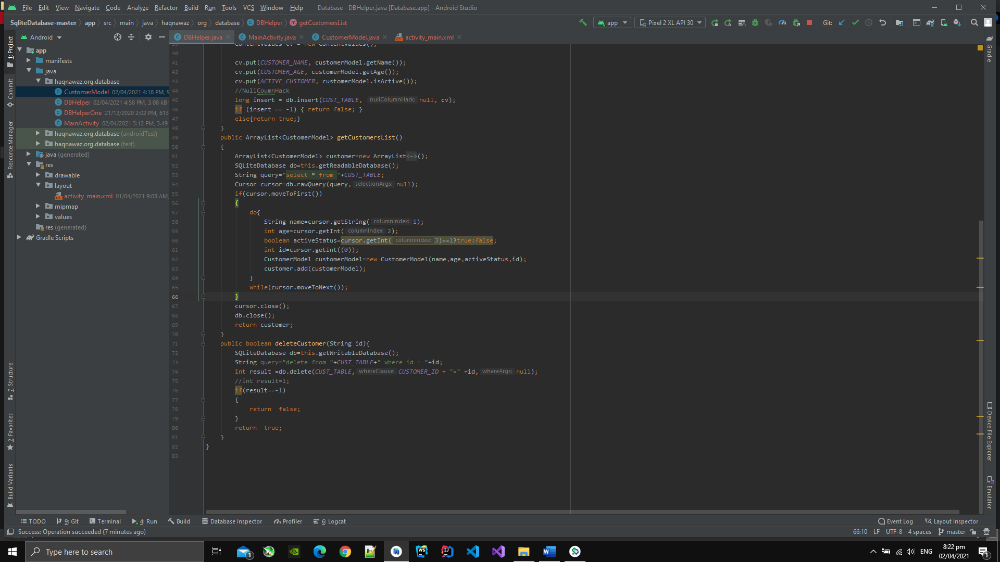 File Edit View Navigate Code Analyze Refactor Build Run Tools VCS Window Help Database - DBHelper.java [Database.app] - Android Studio
SqliteDatabase-master app src main java haqnawaz org database DBHelper getCustomersList app Pixel 2 XL API 30 Git:
Android
DBHelper.java MainActivity.java CustomerModel.java activity_main.xml
1: Project
Commit
Resource Manager
7: Structure
2: Favorites
Build Variants
app
manifests
java
haqnawaz.org.database
CustomerModel 02/04/2021 4:18 PM, 9
DBHelper 02/04/2021 4:58 PM, 3.08 kB
DBHelperOne 21/12/2020 2:02 PM, 613
MainActivity 02/04/2021 5:12 PM, 3.49
haqnawaz.org.database (androidTest)
haqnawaz.org.database (test)
java (generated)
res
drawable
layout
activity_main.xml 01/04/2021 9:08 AM,
mipmap
values
res (generated)
Gradle Scripts
39 ContentValues cv = new ContentValues();
40
41 cv.put(CUSTOMER_NAME, customerModel.getName());
42 cv.put(CUSTOMER_AGE, customerModel.getAge());
43 cv.put(ACTIVE_CUSTOMER, customerModel.isActive());
44 //NullCoumnHack
45 long insert = db.insert(CUST_TABLE, nullColumnHack: null, cv);
46 if (insert == -1) { return false; }
47 else{return true;}
48 }
49 public ArrayList<CustomerModel> getCustomersList()
50 {
51 ArrayList<CustomerModel> customer=new ArrayList<~>();
52 SQLiteDatabase db=this.getReadableDatabase();
53 String query="select * from "+CUST_TABLE;
54 Cursor cursor=db.rawQuery(query, selectionArgs: null);
55 if(cursor.moveToFirst())
56 {
57 do{
58 String name=cursor.getString( columnIndex: 1);
59 int age=cursor.getInt( columnIndex: 2);
60 boolean activeStatus=cursor.getInt( columnIndex: 3)==1?true:false;
61 int id=cursor.getInt((0));
62 CustomerModel customerModel=new CustomerModel(name,age,activeStatus,id);
63 customer.add(customerModel);
64 }
65 while(cursor.moveToNext());
66 }
67 cursor.close();
68 db.close();
69 return customer;
70 }
71 public boolean deleteCustomer(String id){
72 SQLiteDatabase db=this.getWritableDatabase();
73 String query="delete from "+CUST_TABLE+" where id = "+id;
74 int result =db.delete(CUST_TABLE, whereClause: CUSTOMER_ID + "=" +id, whereArgs: null);
75 //int result=1;
76 if(result==-1)
77 {
78 return false;
79 }
80 return true;
81 }
82 }
83
Gradle
Device File Explorer
Emulator
TODO 9: Git Terminal 4: Run Build Database Inspector Profiler 6: Logcat Event Log Layout Inspector
Success: Operation succeeded (7 minutes ago) 66:10 LF UTF-8 4 spaces master
Type here to search 1 WS IJ ENG 8:22 pm
02/04/2021 1